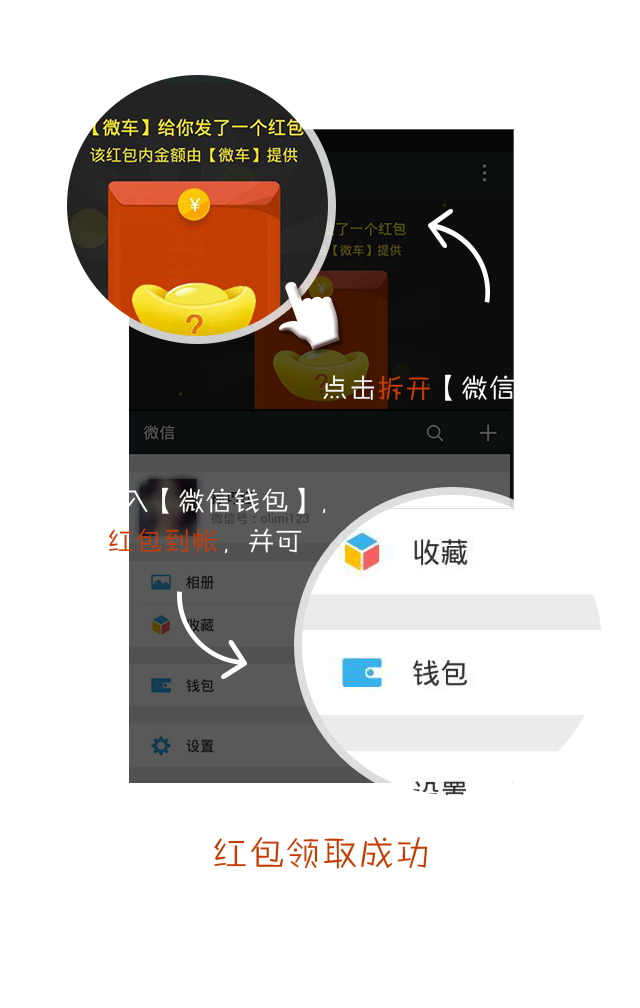 【微车】给你发了一个红包
该红包内金额由【微车】提供
¥
?
了一个红包
【微车】提供
¥
?
点击拆开【微信
微信
入【微信钱包】,
微信号:olimi123
红包到帐,并可
相册
收藏
钱包
设置
收藏
钱包
设置
红包领取成功